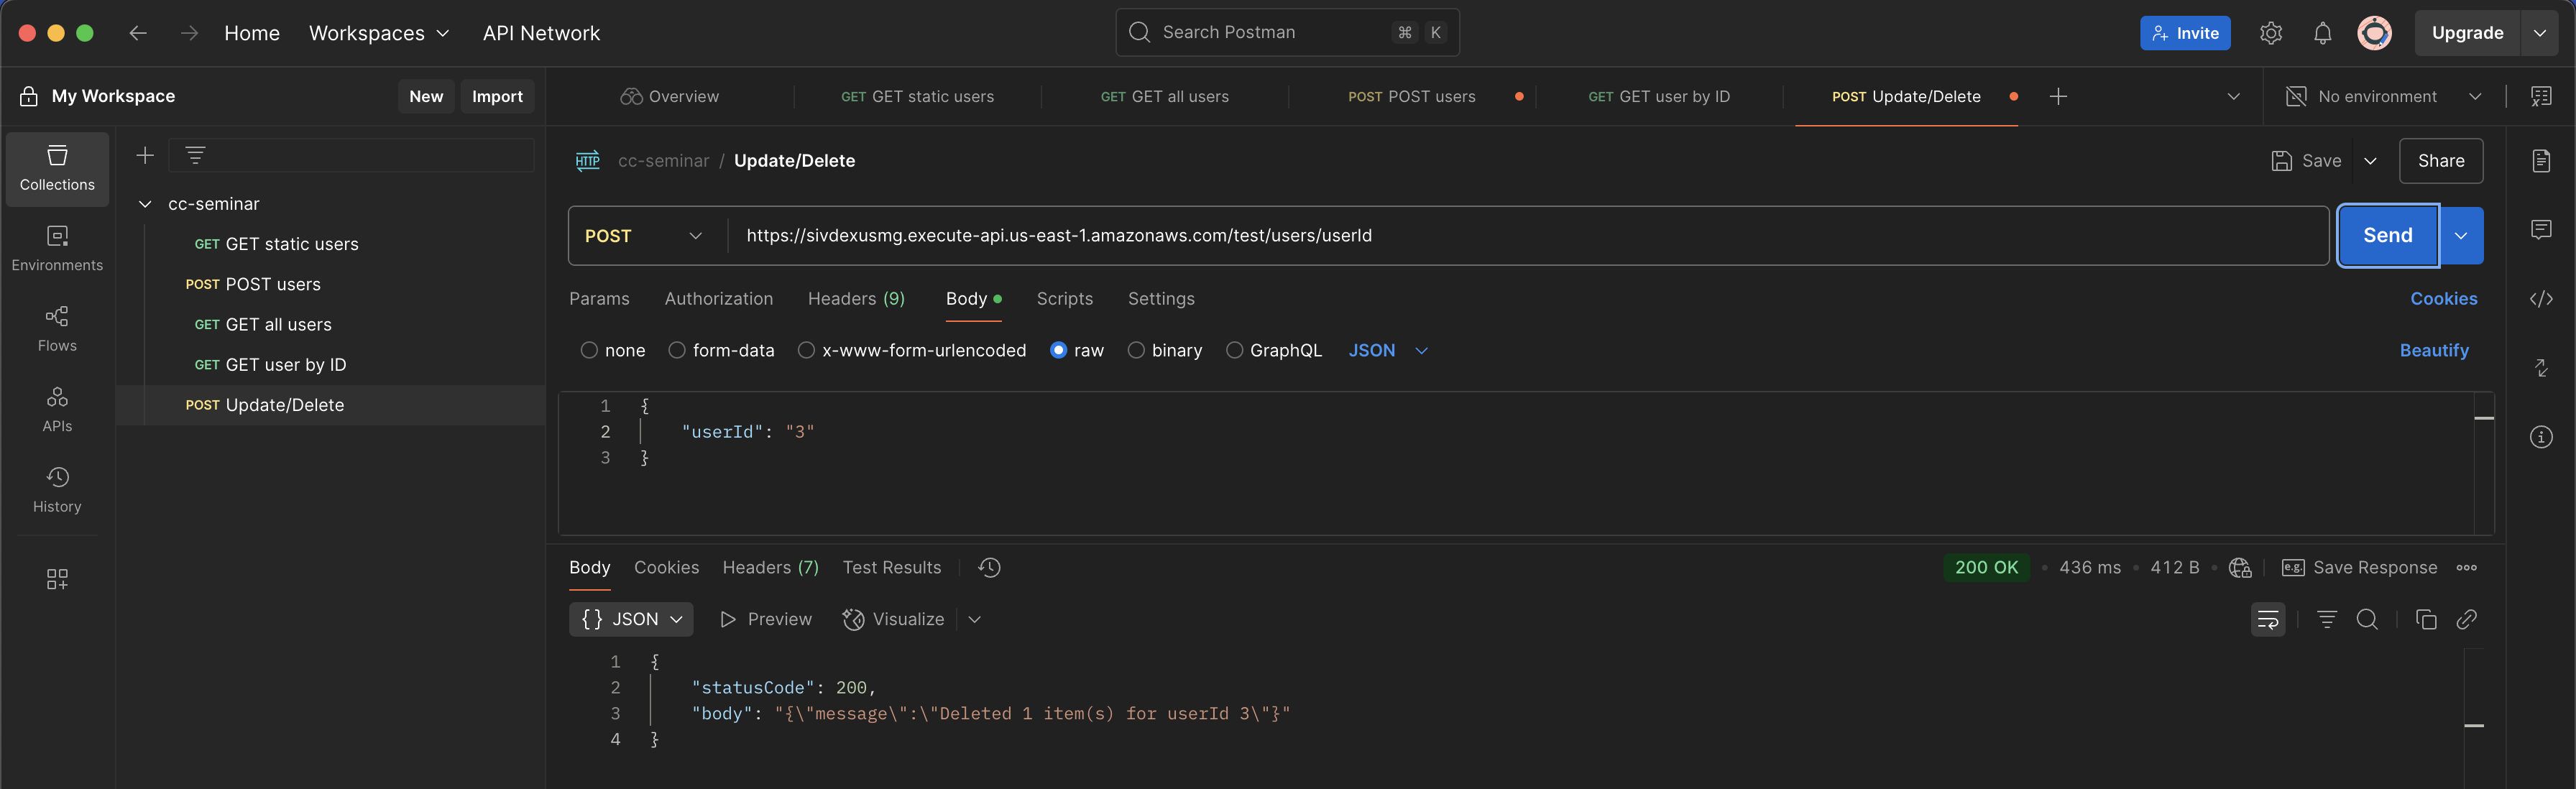 Home Workspaces API Network Search Postman ⌘ K Invite Upgrade
My Workspace New Import Overview GET GET static users GET GET all users POST POST users GET GET user by ID POST Update/Delete No environment
Collections
Environments
Flows
APIs
History
cc-seminar
GET GET static users
POST POST users
GET GET all users
GET GET user by ID
POST Update/Delete
HTTP cc-seminar / Update/Delete Save Share
POST https://sivdexusmg.execute-api.us-east-1.amazonaws.com/test/users/userId Send
Params Authorization Headers (9) Body Scripts Settings Cookies
none form-data x-www-form-urlencoded raw binary GraphQL JSON Beautify
1 {
2 "userId": "3"
3 }
Body Cookies Headers (7) Test Results 200 OK 436 ms 412 B e.g. Save Response
{} JSON Preview Visualize
1 {
2 "statusCode": 200,
3 "body": "{\"message\":\"Deleted 1 item(s) for userId 3\"}"
4 }